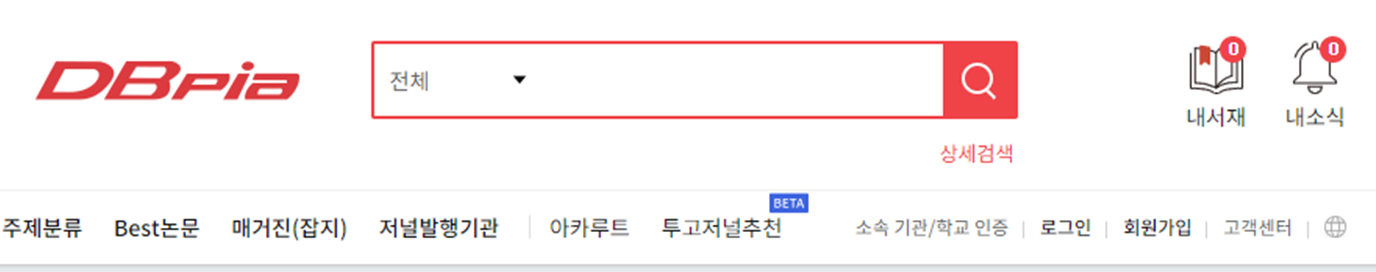 DBpia
전체
0
0
내서재
내소식
상세검색
BETA
주제분류 Best논문 매거진(잡지) 저널발행기관 | 아카루트 투고저널추천 소속 기관/학교 인증 | 로그인 | 회원가입 | 고객센터 |